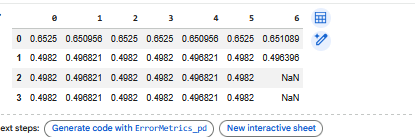 0 1 2 3 4 5 6
0 0.6525 0.650956 0.6525 0.6525 0.650956 0.6525 0.651089
1 0.4982 0.496821 0.4982 0.4982 0.496821 0.4982 0.496396
2 0.4982 0.496821 0.4982 0.4982 0.496821 0.4982 NaN
3 0.4982 0.496821 0.4982 0.4982 0.496821 0.4982 NaN
ext steps: Generate code with ErrorMetrics_pd New interactive sheet